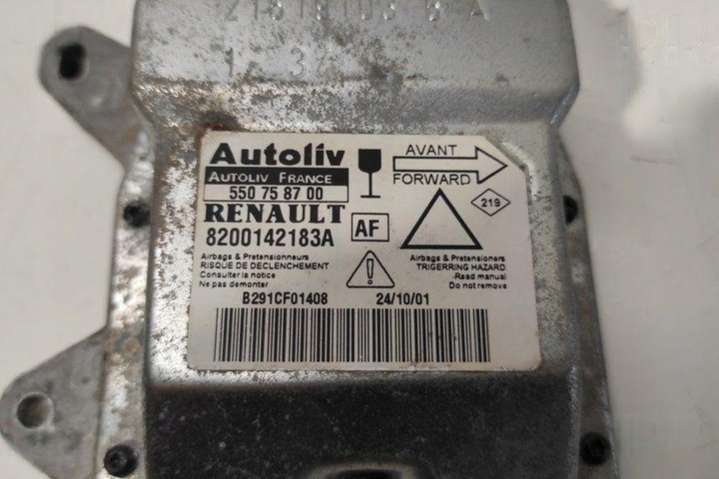 Autoliv
AVANT
AUTOLIV FRANCE
FORWARD
550 75 87 00
219
RENAULT
AF
8200142183A
Airbags & Pretensionneurs
RISQUE DE DECLENCHEMENT
Consulter la notice
Ne pas demonter
Airbags & Pretensioners
TRIGERRING HAZARD
Read manual
Do not remove
B291CF01408
24/10/01